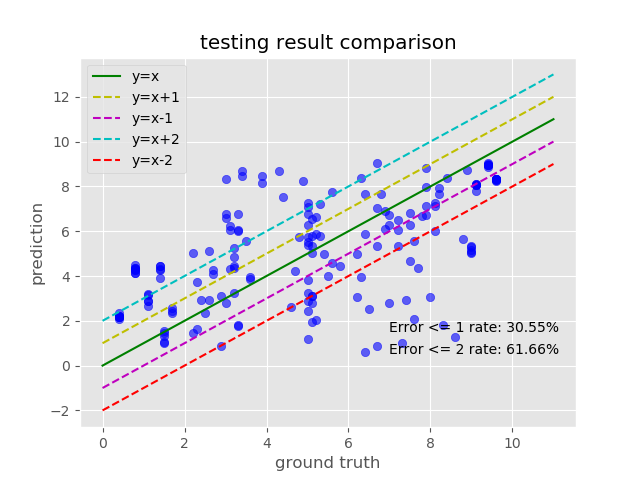 testing result comparison
y=x
y=x+1
y=x-1
y=x+2
y=x-2
12
10
8
6
4
2
0
−2
prediction
Error <= 1 rate: 30.55%
Error <= 2 rate: 61.66%
0 2 4 6 8 10
ground truth